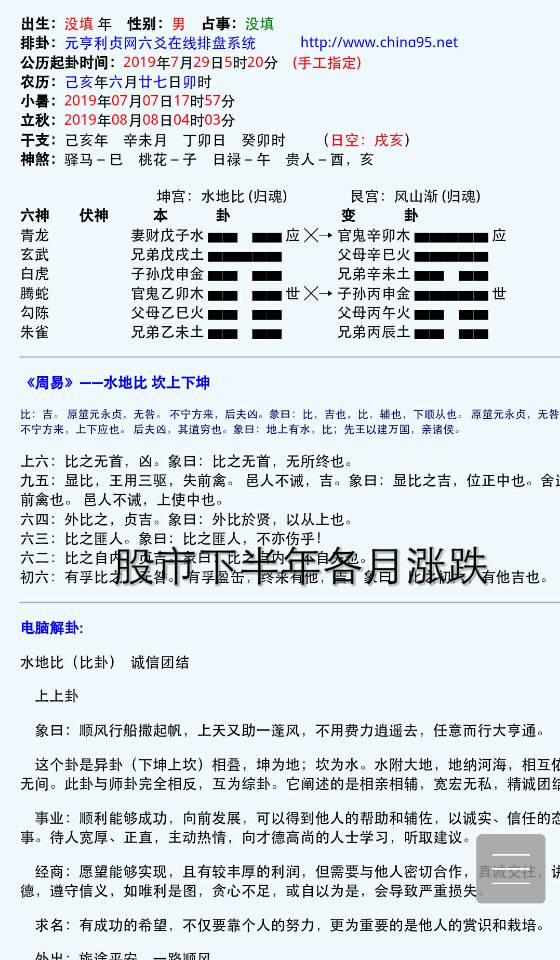 出生：没填 年　性别：男　占事：没填
排卦：元亨利贞网六爻在线排盘系统　http://www.china95.net
公历起卦时间：2019年7月29日5时20分　(手工指定)
农历：己亥年六月廿七日卯时
小暑：2019年07月07日17时57分
立秋：2019年08月08日04时03分
干支：己亥年　辛未月　丁卯日　癸卯时　（日空：戌亥）
神煞：驿马－巳　桃花－子　日禄－午　贵人－酉，亥
坤宫：水地比 (归魂)　艮宫：风山渐 (归魂)
六神　伏神　本　卦　变　卦
青龙　妻财戊子水 应 ╳→ 官鬼辛卯木 应
玄武　兄弟戊戌土 父母辛巳火
白虎　子孙戊申金 兄弟辛未土
腾蛇　官鬼乙卯木 世 ╳→ 子孙丙申金 世
勾陈　父母乙巳火 父母丙午火
朱雀　兄弟乙未土 兄弟丙辰土
《周易》——水地比 坎上下坤
比：吉。 原筮元永贞，无咎。 不宁方来，后夫凶。彖曰：比，吉也，比，辅也，下顺从也。 原筮元永贞，无咎
不宁方来，上下应也。 后夫凶，其道穷也。象曰：地上有水，比；先王以建万国，亲诸侯。
上六：比之无首，凶。象曰：比之无首，无所终也。
九五：显比，王用三驱，失前禽。 邑人不诫，吉。象曰：显比之吉，位正中也。舍
前禽也。 邑人不诫，上使中也。
六四：外比之，贞吉。象曰：外比於贤，以从上也。
六三：比之匪人。象曰：比之匪人，不亦伤乎！
六二：比之自内，贞吉。象曰：比之自内，不自失也。
股市下半年各月涨跌
初六：有孚比之，无咎。 有孚盈缶，终来有他，吉。象曰：比之初六，有他吉也。
电脑解卦:
水地比（比卦）　诚信团结
上上卦
象曰：顺风行船撒起帆，上天又助一蓬风，不用费力逍遥去，任意而行大亨通。
这个卦是异卦（下坤上坎）相叠，坤为地；坎为水。水附大地，地纳河海，相互依
无间。此卦与师卦完全相反，互为综卦。它阐述的是相亲相辅，宽宏无私，精诚团结
事业：顺利能够成功，向前发展，可以得到他人的帮助和辅佐，以诚实、信任的态
事。待人宽厚、正直，主动热情，向才德高尚的人士学习，听取建议。
经商：愿望能够实现，且有较丰厚的利润，但需要与他人密切合作，真诚交往，讲
德，遵守信义，如唯利是图，贪心不足，或自以为是，会导致严重损失。
求名：有成功的希望，不仅要靠个人的努力，更为重要的是他人的赏识和栽培。
外出：旅途平安，一路顺风